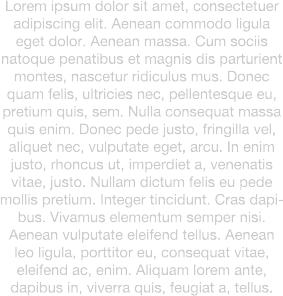 Lorem ipsum dolor sit amet, consectetuer
adipiscing elit. Aenean commodo ligula
eget dolor. Aenean massa. Cum sociis
natoque penatibus et magnis dis parturient
montes, nascetur ridiculus mus. Donec
quam felis, ultricies nec, pellentesque eu,
pretium quis, sem. Nulla consequat massa
quis enim. Donec pede justo, fringilla vel,
aliquet nec, vulputate eget, arcu. In enim
justo, rhoncus ut, imperdiet a, venenatis
vitae, justo. Nullam dictum felis eu pede
mollis pretium. Integer tincidunt. Cras dapi-
bus. Vivamus elementum semper nisi.
Aenean vulputate eleifend tellus. Aenean
leo ligula, porttitor eu, consequat vitae,
eleifend ac, enim. Aliquam lorem ante,
dapibus in, viverra quis, feugiat a, tellus.